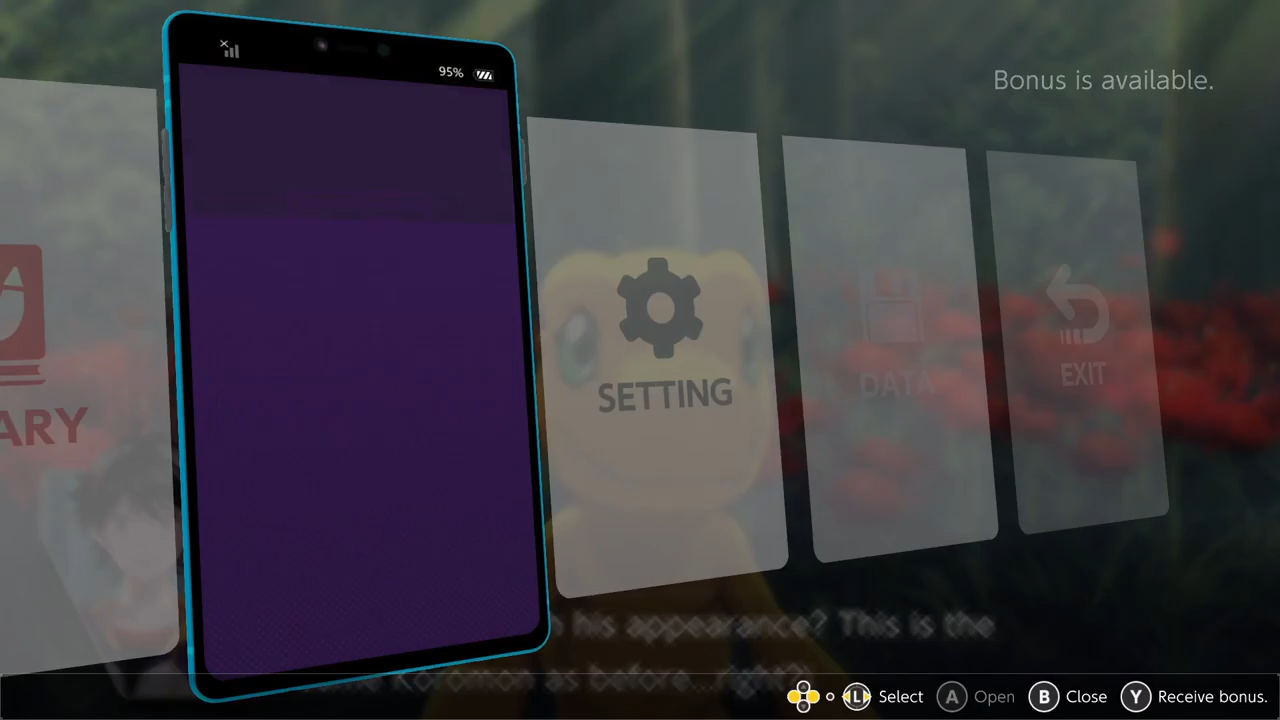 95%
Bonus is available.
ARY
SETTING
DATA
EXIT
his appearance? This is the
Koromon as before...right?)
L Select A Open B Close Y Receive bonus.